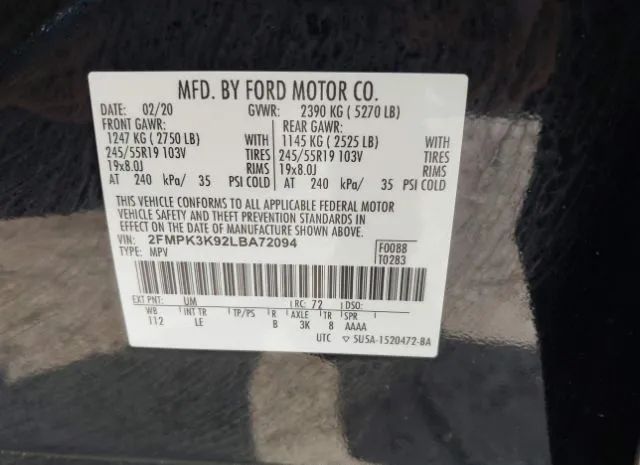 MFD. BY FORD MOTOR CO.
DATE: 02/20 GVWR: 2390 KG ( 5270 LB)
FRONT GAWR: REAR GAWR:
1247 KG ( 2750 LB) WITH 1145 KG ( 2525 LB) WITH
245/55R19 103V TIRES 245/55R19 103V TIRES
19x8.0J RIMS 19x8.0J RIMS
AT 240 kPa/ 35 PSI COLD AT 240 kPa/ 35 PSI COLD
THIS VEHICLE CONFORMS TO ALL APPLICABLE FEDERAL MOTOR
VEHICLE SAFETY AND THEFT PREVENTION STANDARDS IN
EFFECT ON THE DATE OF MANUFACTURE SHOWN ABOVE.
VIN: 2FMPK3K92LBA72094 F0088
TYPE: MPV T0283
EXT PNT: UM RC: 72 DSO:
WB INT TR TP/PS R AXLE TR SPR
112 LE B 3K 8 AAAA
UTC ▽ 5U5A-1520472-BA